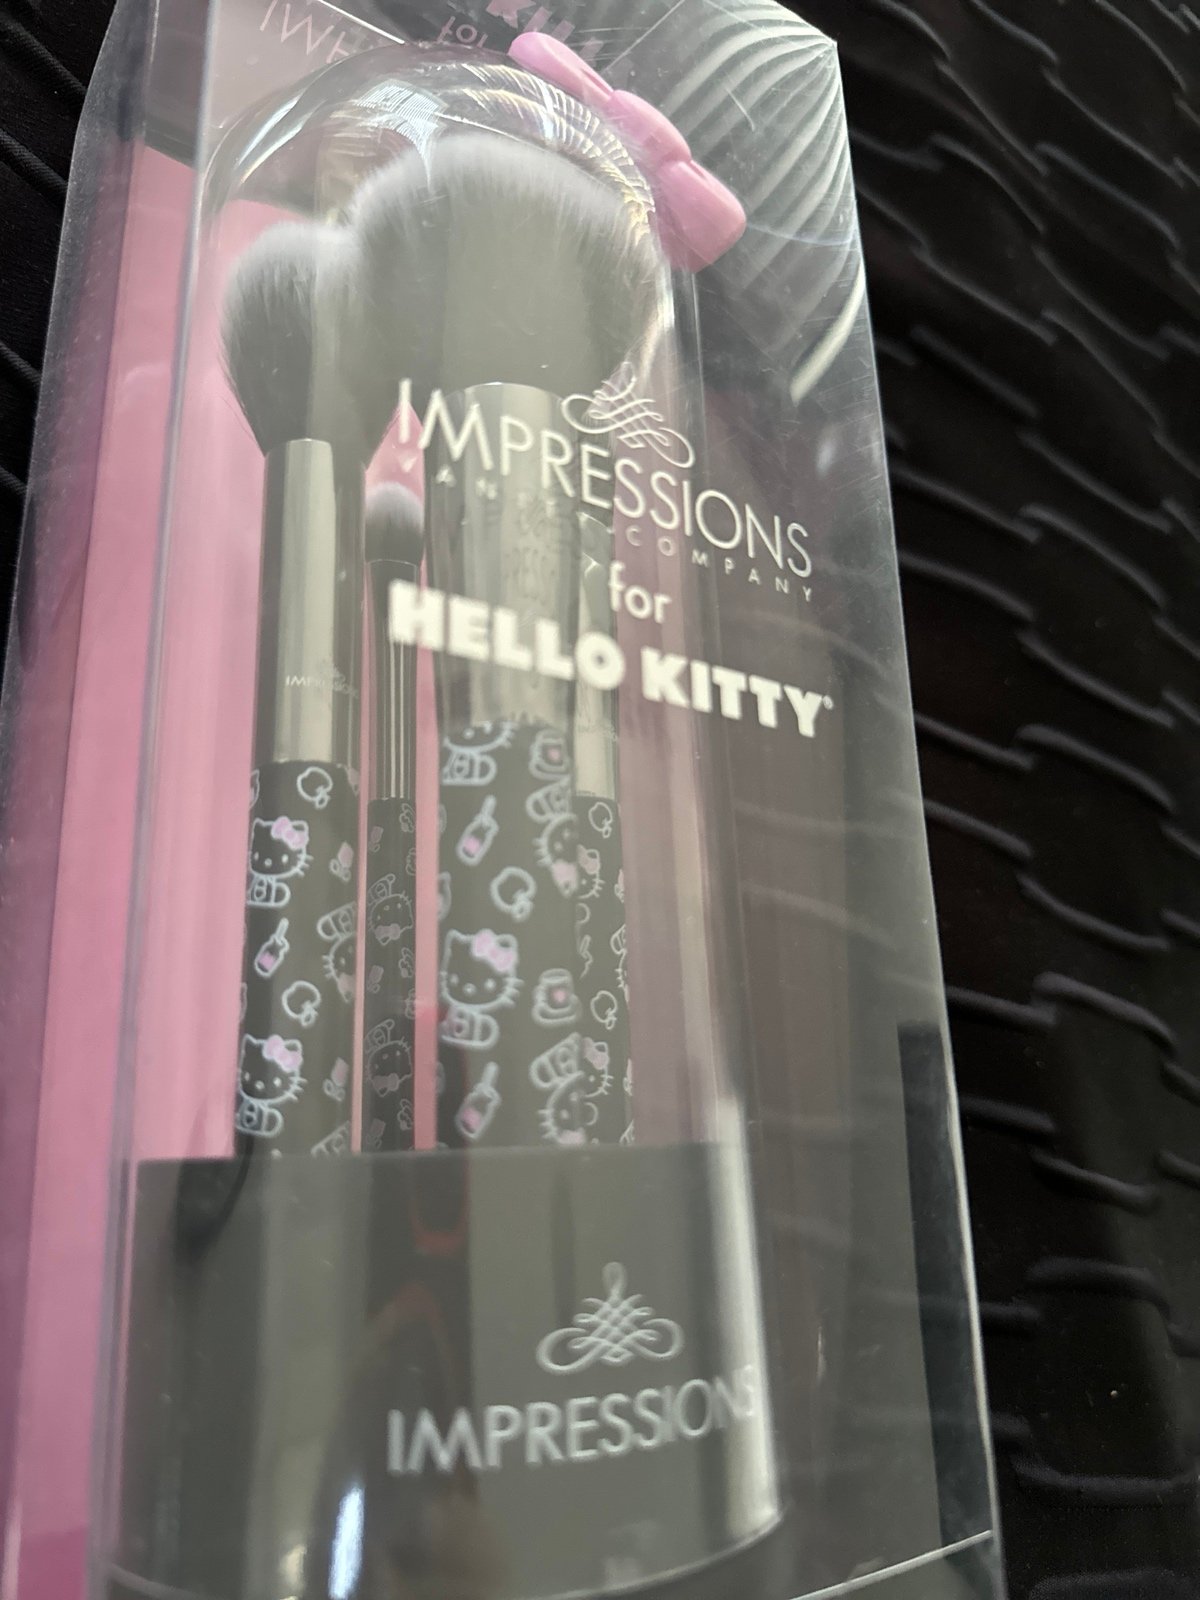 IMPRESSIONS
VANITY COMPANY
for
HELLO KITTY®
IMPRESSIONS
IMPRESSIONS